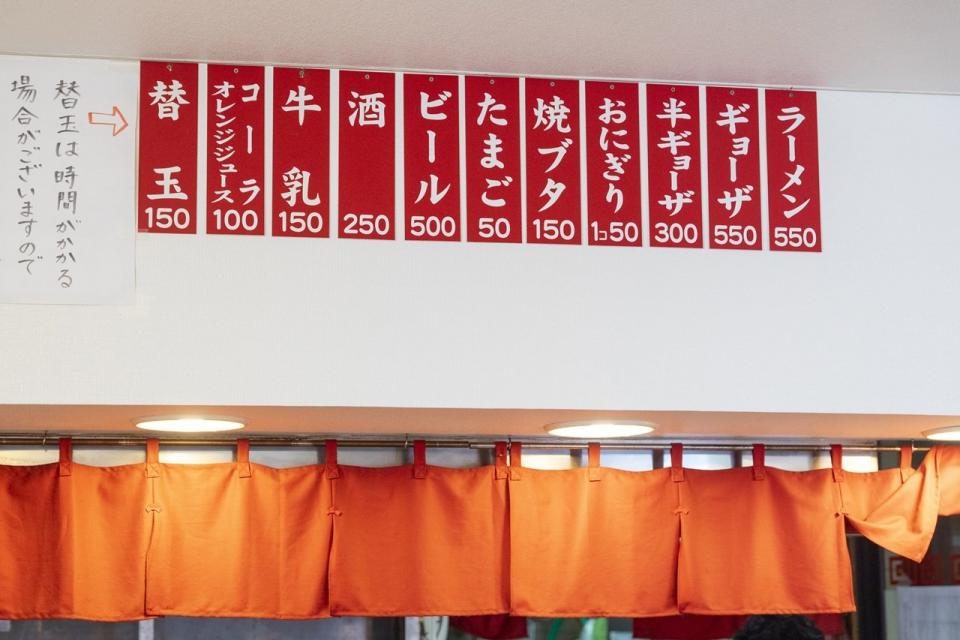 ラーメン
550
ギョーザ
550
半ギョーザ
300
おにぎり
1コ50
焼ブタ
150
たまご
50
ビール
500
酒
250
牛乳
150
コーラ
オレンジジュース
100
替玉
150
替玉は時間がかかる
場合がございますので